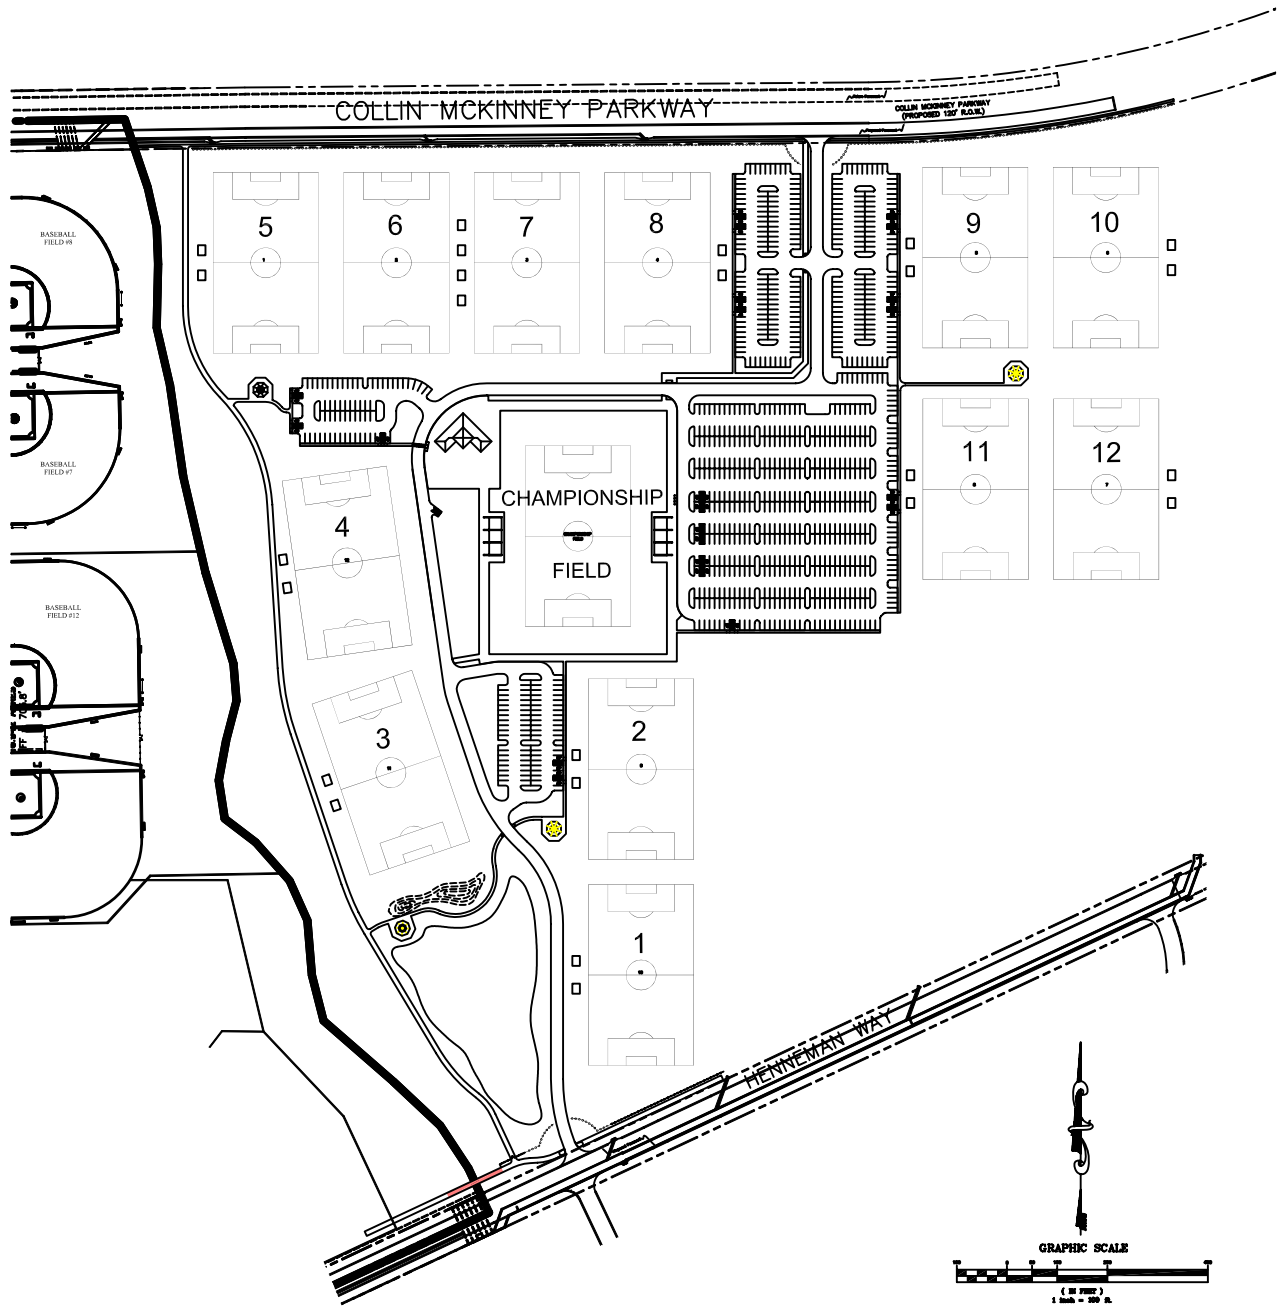 COLLIN MCKINNEY PARKWAY
COLLIN MCKINNEY PARKWAY
(PROPOSED 120' R.O.W.)
BASEBALL
FIELD #8
5
6
7
8
9
10
BASEBALL
FIELD #7
11
12
CHAMPIONSHIP
FIELD
4
BASEBALL
FIELD #12
3
2
1
HENNEMAN WAY
GRAPHIC SCALE
( IN FEET )